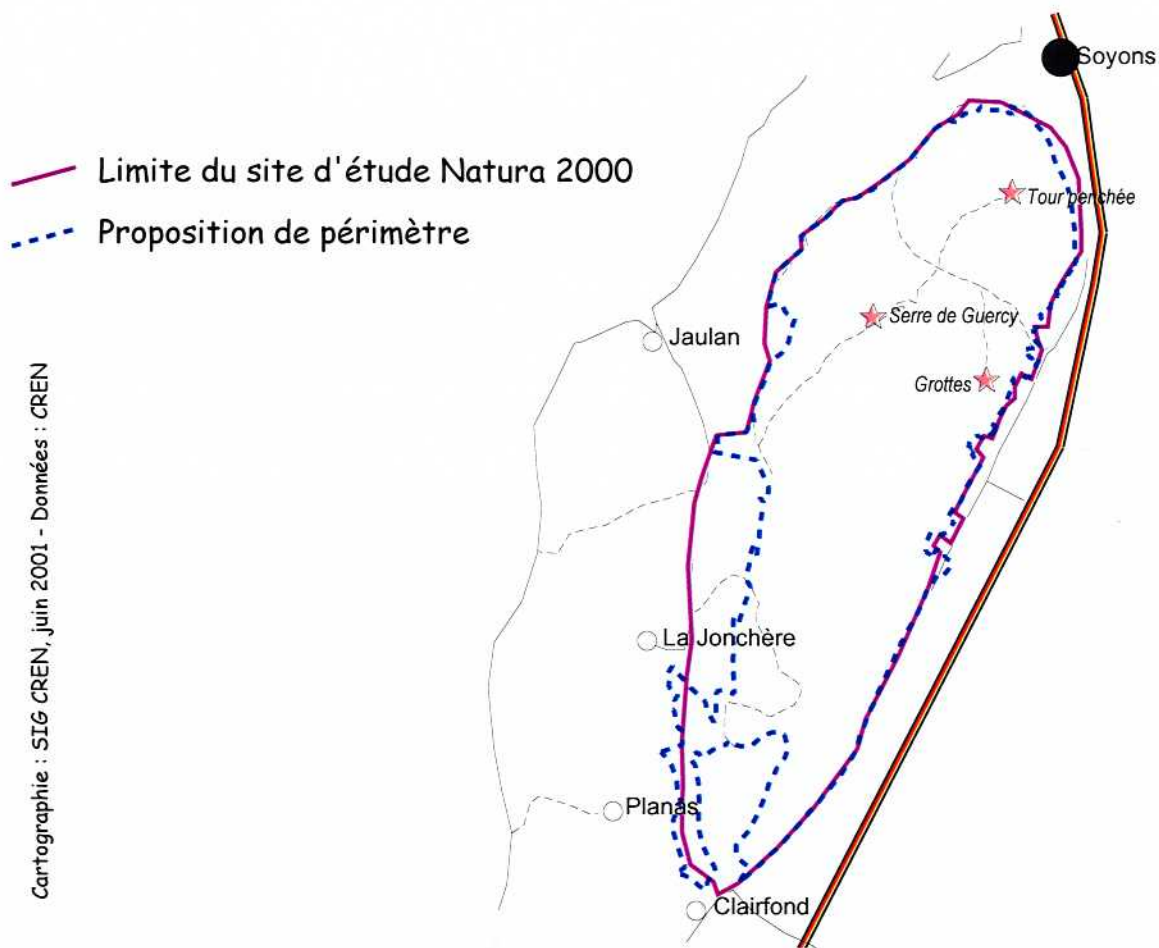 Soyons
Limite du site d'étude Natura 2000
Tour penchée
Proposition de périmètre
Serre de Guercy
Jaulan
Grottes
La Jonchère
Planas
Clairfond
Cartographie : SIG CREN, juin 2001 - Données : CREN